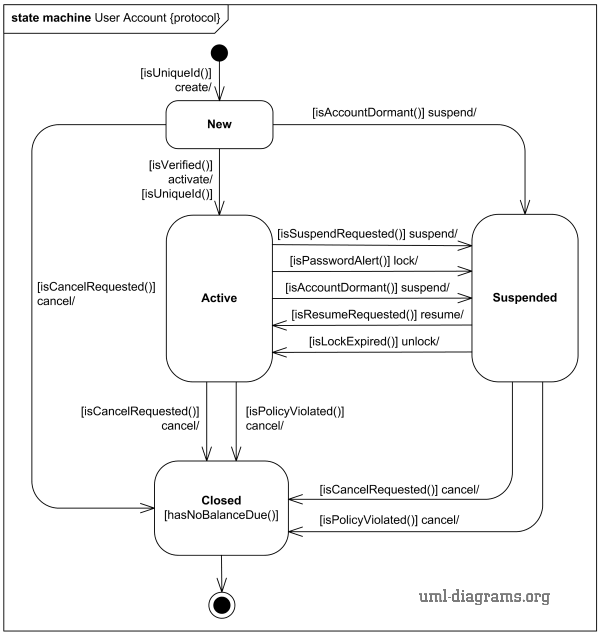 state machine User Account {protocol}
[isUniqueId()]
create/
[isAccountDormant()] suspend/
New
[isVerified()]
activate/
[isUniqueId()]
[isSuspendRequested()] suspend/
[isPasswordAlert()] lock/
[isCancelRequested()]
cancel/
[isAccountDormant()] suspend/
Active
Suspended
[isResumeRequested()] resume/
[isLockExpired()] unlock/
[isCancelRequested()]
cancel/
[isPolicyViolated()]
cancel/
Closed
[hasNoBalanceDue()]
[isCancelRequested()] cancel/
[isPolicyViolated()] cancel/
uml-diagrams.org